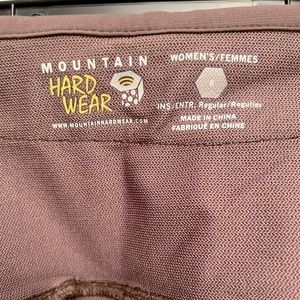 MOUNTAIN
HARD
WEAR
WWW.MOUNTAINHARDWEAR.COM
WOMEN'S/FEMMES
INS/ENTR. Regular/Regulier
MADE IN CHINA
FABRIQUÉ EN CHINE